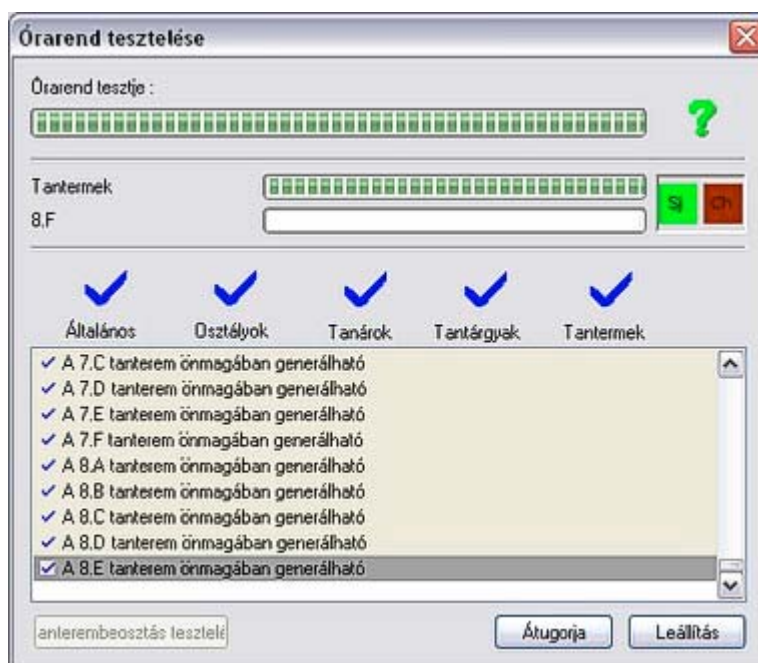 Órarend tesztelése
Órarend tesztje :
?
Tantermek
8.F
Sj Ch
Általános Osztályok Tanárok Tantárgyak Tantermek
A 7.C tanterem önmagában generálható
A 7.D tanterem önmagában generálható
A 7.E tanterem önmagában generálható
A 7.F tanterem önmagában generálható
A 8.A tanterem önmagában generálható
A 8.B tanterem önmagában generálható
A 8.C tanterem önmagában generálható
A 8.D tanterem önmagában generálható
A 8.E tanterem önmagában generálható
anterembeosztás tesztelé Átugorja Leállítás